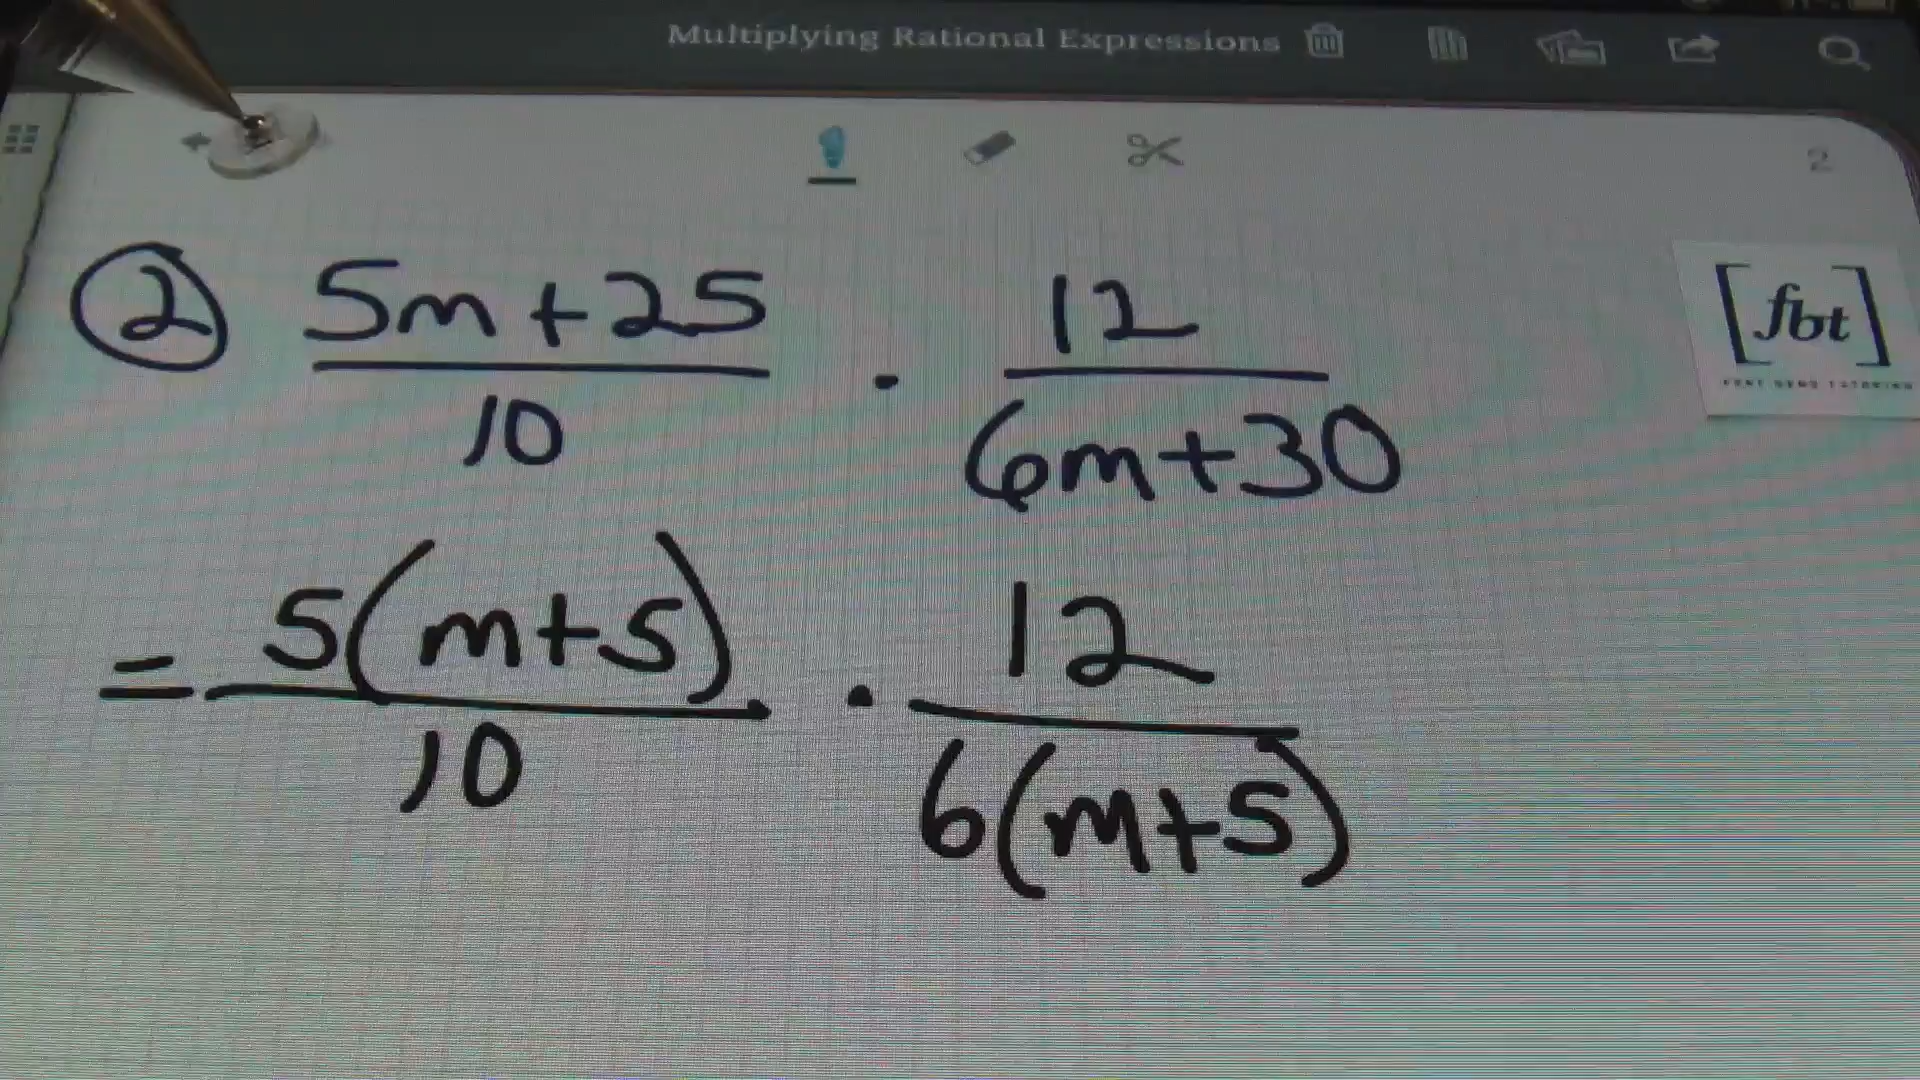 Multiplying Rational Expressions
2
② 5m+25 / 10 · 12 / 6m+30
[fbt]
= 5(m+5) / 10 · 12 / 6(m+5)